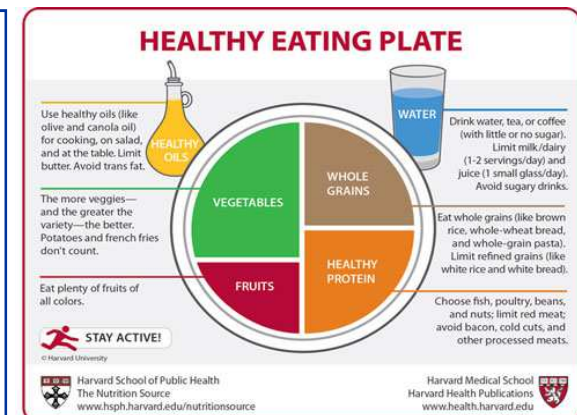 HEALTHY EATING PLATE
Use healthy oils (like
olive and canola oil)
for cooking, on salad,
and at the table. Limit
butter. Avoid trans fat.
HEALTHY
OILS
The more veggies—
and the greater the
variety—the better.
Potatoes and french fries
don't count.
Eat plenty of fruits of
all colors.
STAY ACTIVE!
© Harvard University
VEGETABLES
FRUITS
WHOLE
GRAINS
HEALTHY
PROTEIN
WATER
Drink water, tea, or coffee
(with little or no sugar).
Limit milk/dairy
(1-2 servings/day) and
juice (1 small glass/day).
Avoid sugary drinks.
Eat whole grains (like brown
rice, whole-wheat bread,
and whole-grain pasta).
Limit refined grains (like
white rice and white bread).
Choose fish, poultry, beans,
and nuts; limit red meat;
avoid bacon, cold cuts, and
other processed meats.
Harvard School of Public Health
The Nutrition Source
www.hsph.harvard.edu/nutritionsource
Harvard Medical School
Harvard Health Publications
www.health.harvard.edu